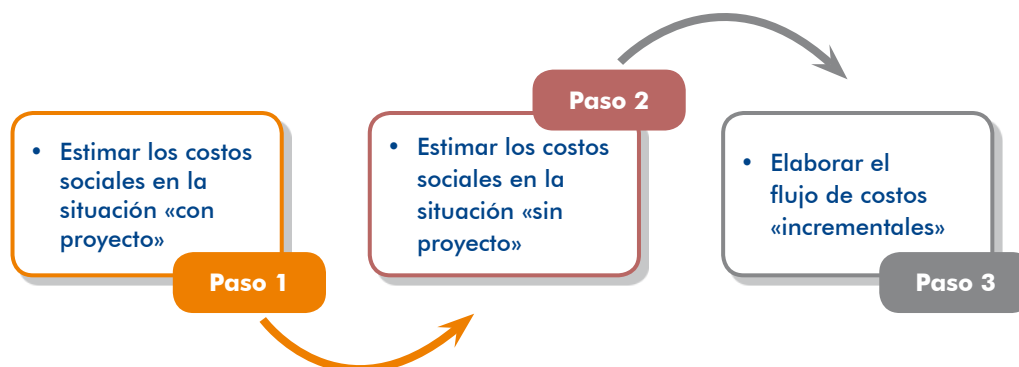 • Estimar los costos
sociales en la
situación «con
proyecto»
Paso 1
Paso 2
• Estimar los costos
sociales en la
situación «sin
proyecto»
• Elaborar el
flujo de costos
«incrementales»
Paso 3